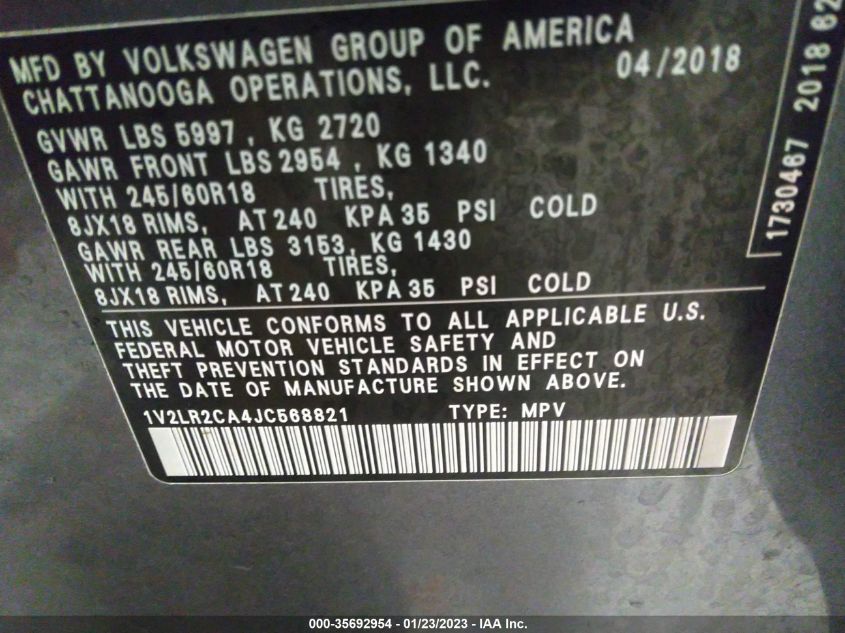 MFD BY VOLKSWAGEN GROUP OF AMERICA
CHATTANOOGA OPERATIONS, LLC. 04/2018
GVWR LBS 5997 , KG 2720
GAWR FRONT LBS 2954 , KG 1340
WITH 245/60R18 TIRES,
8JX18 RIMS, AT 240 KPA 35 PSI COLD
GAWR REAR LBS 3153, KG 1430
WITH 245/60R18 TIRES,
8JX18 RIMS, AT 240 KPA 35 PSI COLD
THIS VEHICLE CONFORMS TO ALL APPLICABLE U.S.
FEDERAL MOTOR VEHICLE SAFETY AND
THEFT PREVENTION STANDARDS IN EFFECT ON
THE DATE OF MANUFACTURE SHOWN ABOVE.
1V2LR2CA4JC568821 TYPE: MPV
1730467 2018 62
000-35692954 - 01/23/2023 - IAA Inc.